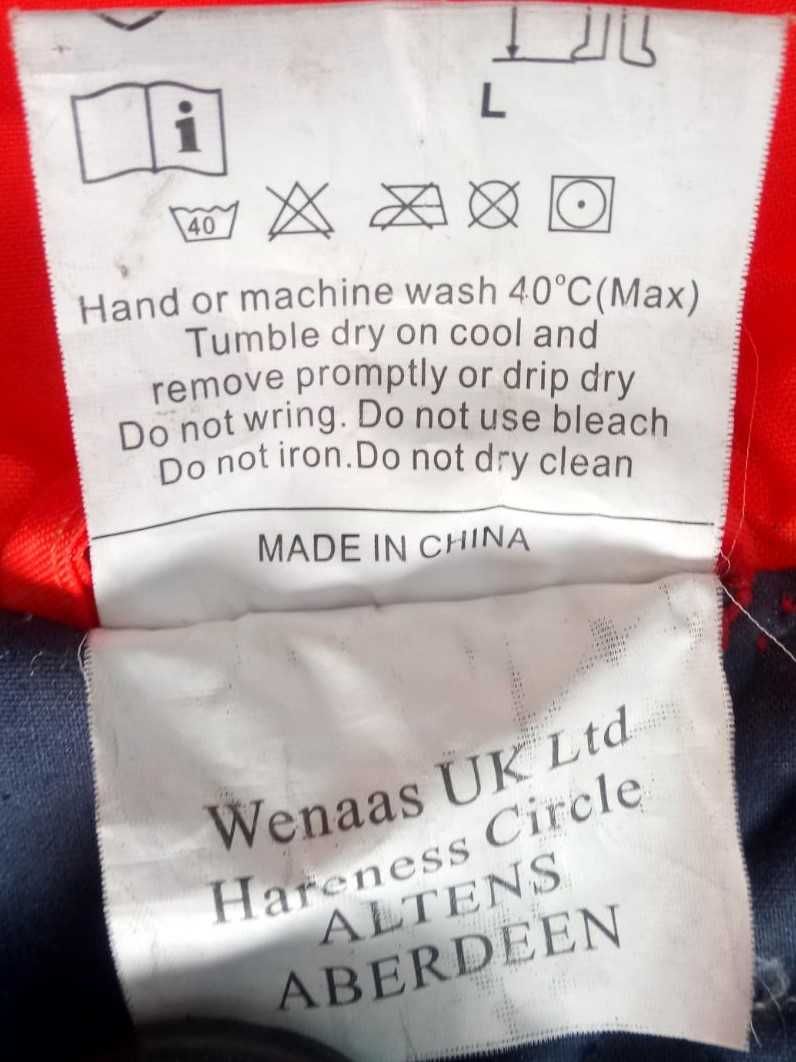 i
L
40
Hand or machine wash 40°C(Max)
Tumble dry on cool and
remove promptly or drip dry
Do not wring. Do not use bleach
Do not iron.Do not dry clean
MADE IN CHINA
Wenaas UK Ltd
Hareness Circle
ALTENS
ABERDEEN